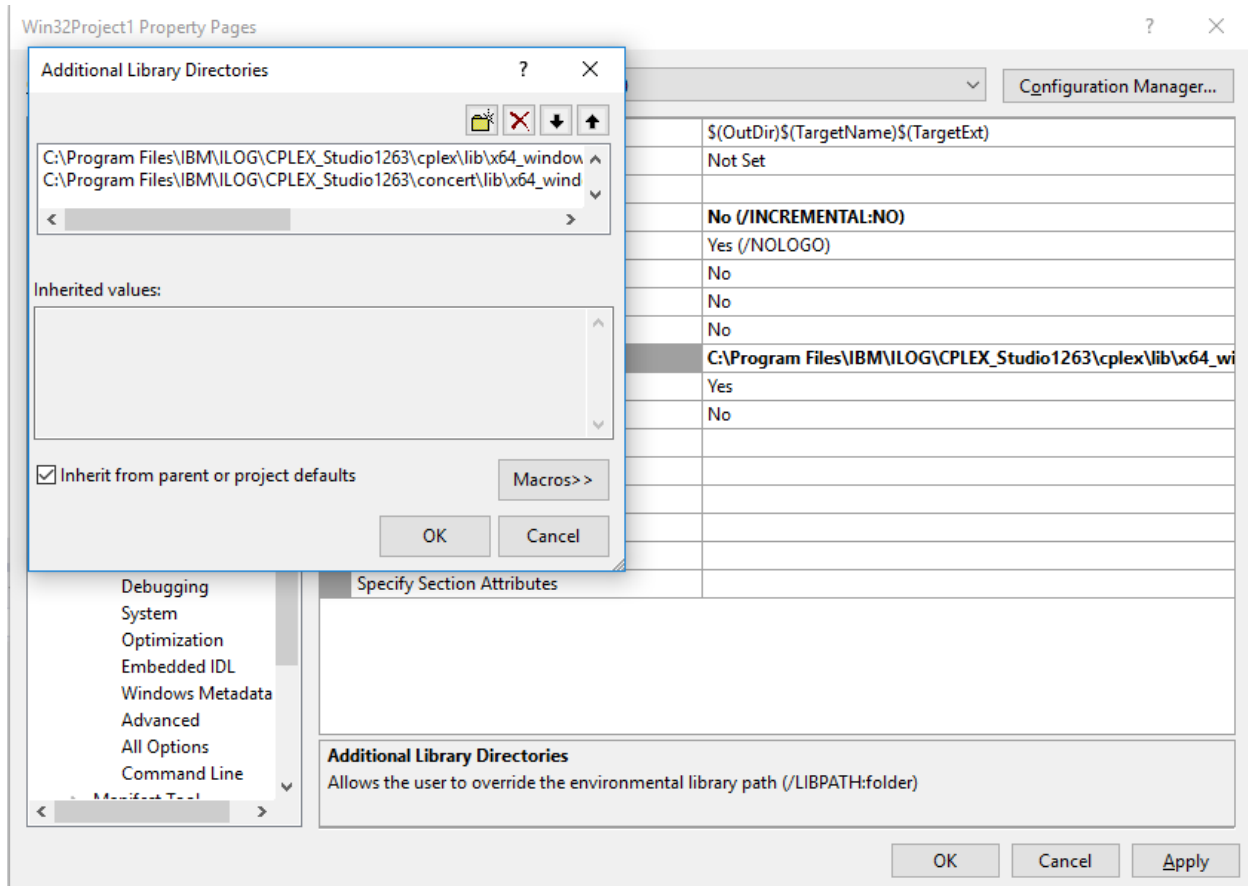 Win32Project1 Property Pages
?
Additional Library Directories
?
Configuration Manager...
C:\Program Files\IBM\ILOG\CPLEX_Studio1263\cplex\lib\x64_window
C:\Program Files\IBM\ILOG\CPLEX_Studio1263\concert\lib\x64_wind
Inherited values:
Inherit from parent or project defaults
Macros>>
OK
Cancel
$(OutDir)$(TargetName)$(TargetExt)
Not Set
No (/INCREMENTAL:NO)
Yes (/NOLOGO)
No
No
No
C:\Program Files\IBM\ILOG\CPLEX_Studio1263\cplex\lib\x64_wi
Yes
No
Specify Section Attributes
Debugging
System
Optimization
Embedded IDL
Windows Metadata
Advanced
All Options
Command Line
Manifest Tool
Additional Library Directories
Allows the user to override the environmental library path (/LIBPATH:folder)
OK
Cancel
Apply